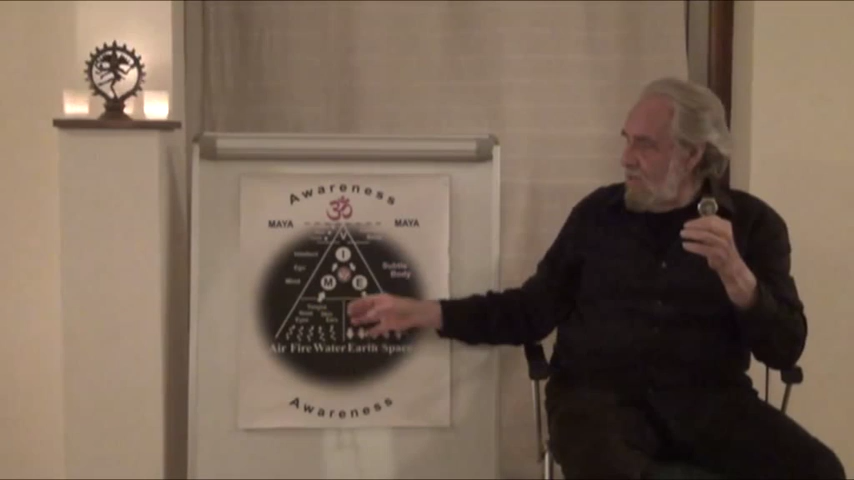 Awareness
ॐ
MAYA MAYA
Intellect
Ego
Mind
Subtle
Body
I
M E
Air Fire Water Earth Space
Awareness